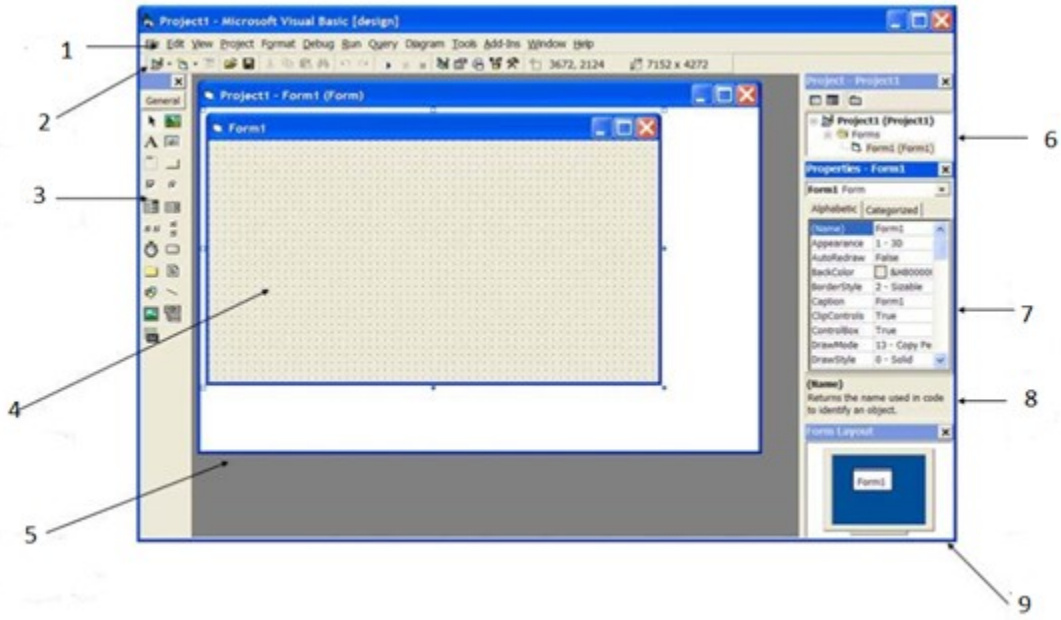 Project1 - Microsoft Visual Basic [design]
1
Edit View Project Format Debug Run Query Diagram Tools Add-Ins Window Help
3672, 2124 7152 x 4272
2
General
Project1 - Form1 (Form)
Form1
Project - Project1
Project1 (Project1)
Forms
Form1 (Form1)
6
3
A
Properties - Form1
Form1 Form
Alphabetic Categorized
(Name) Form1
Appearance 1 - 3D
AutoRedraw False
BackColor &H800000
BorderStyle 2 - Sizable
Caption Form1
ClipControls True
ControlBox True
DrawMode 13 - Copy Pe
DrawStyle 0 - Solid
7
4
(Name)
Returns the name used in code
to identify an object.
8
Form Layout
Form1
5
9